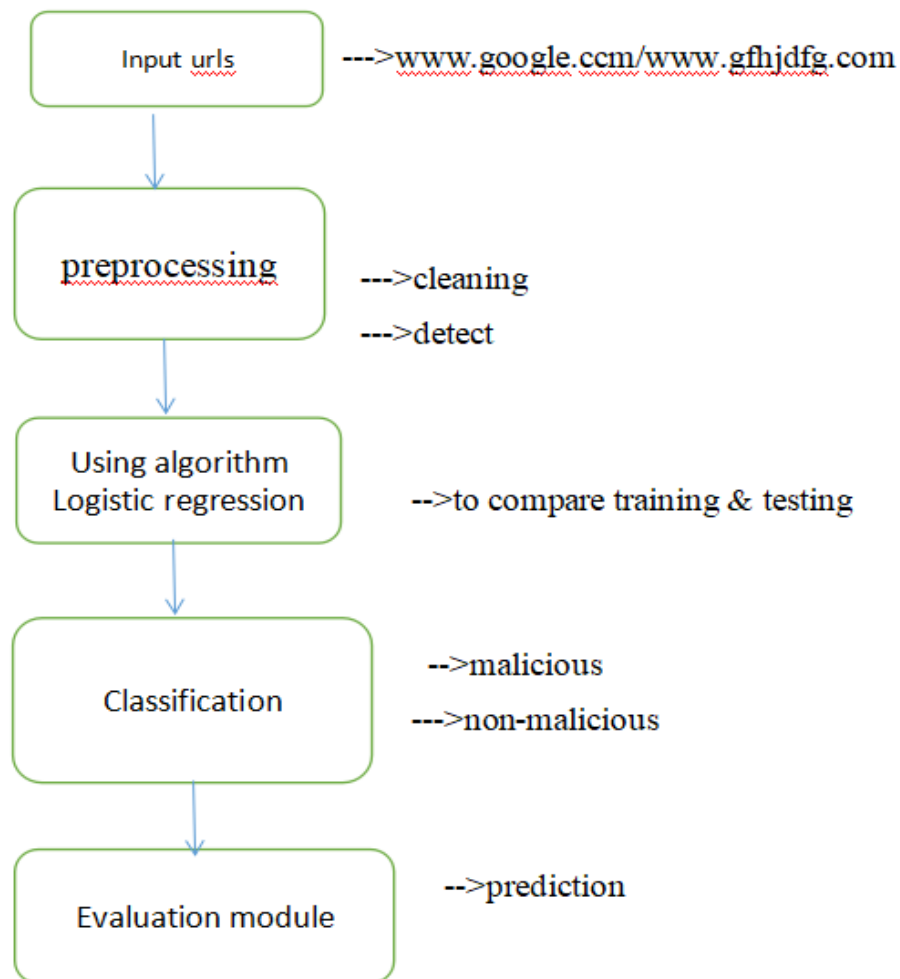 Input urls
--->www.google.ccm/www.gfhjdfg.com
preprocessing
--->cleaning
--->detect
Using algorithm
Logistic regression
-->to compare training & testing
Classification
-->malicious
--->non-malicious
Evaluation module
-->prediction